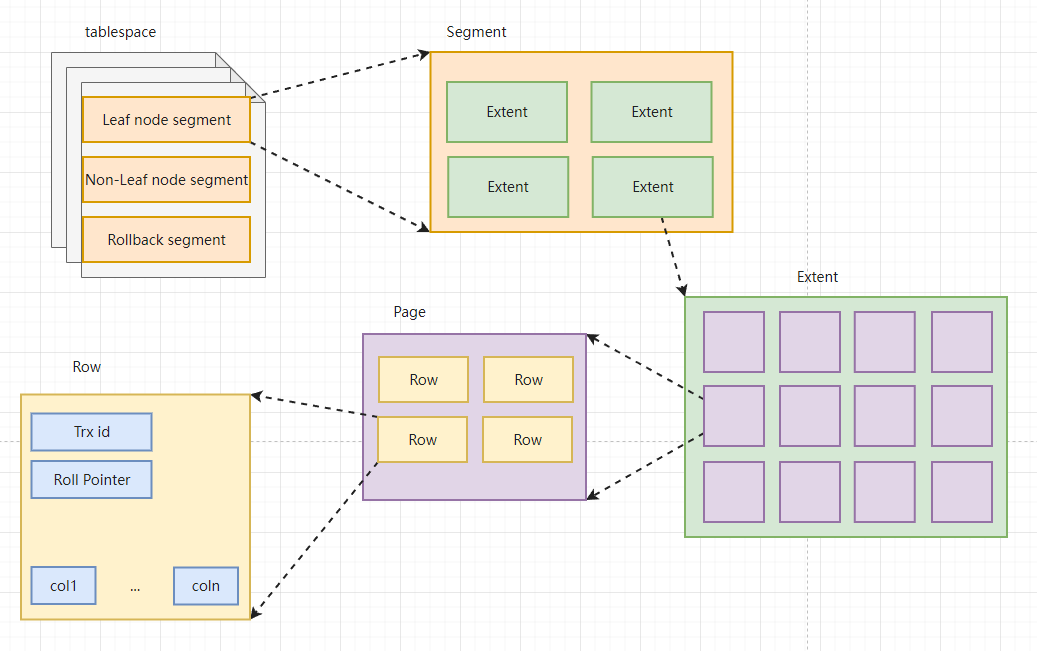 tablespace
Leaf node segment
Non-Leaf node segment
Rollback segment
Segment
Extent
Extent
Extent
Extent
Extent
Page
Row
Row
Row
Row
Row
Trx id
Roll Pointer
col1
...
coln